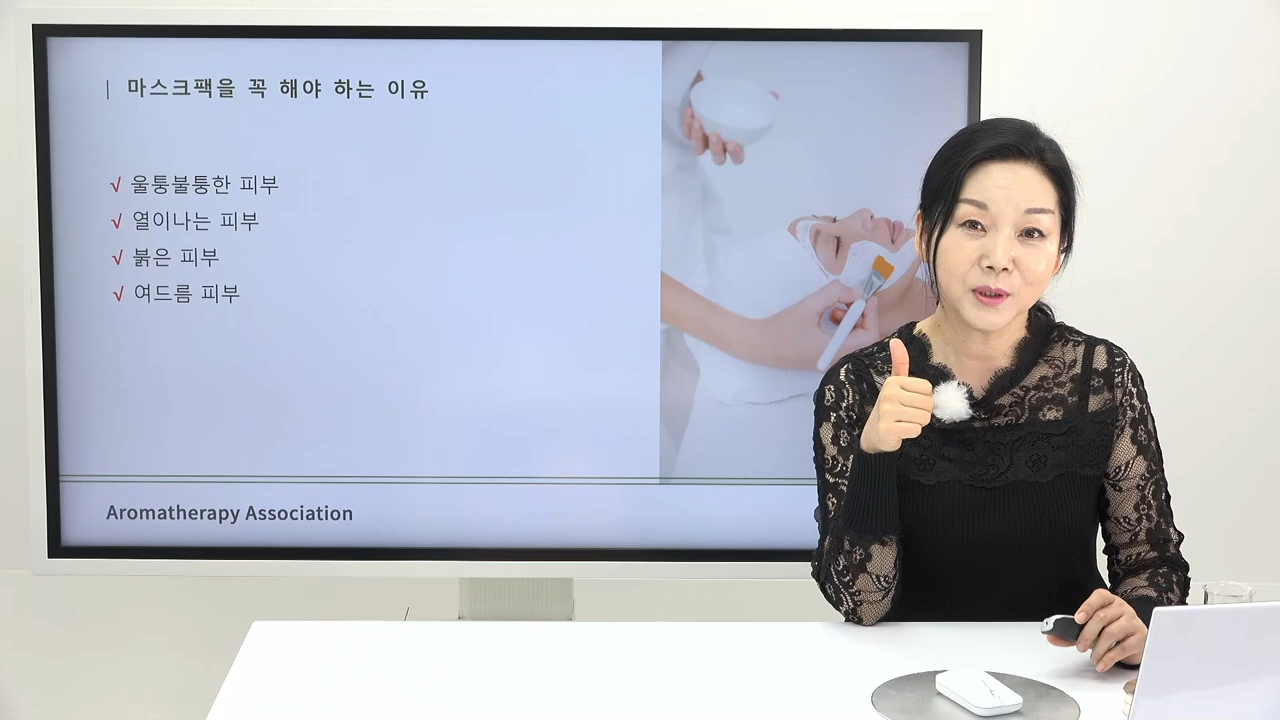 마스크팩을 꼭 해야 하는 이유
√ 울퉁불퉁한 피부
√ 열이나는 피부
√ 붉은 피부
√ 여드름 피부
Aromatherapy Association